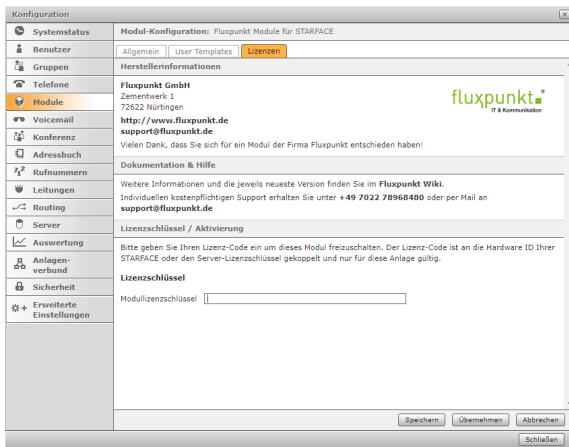 Konfiguration
Systemstatus
Benutzer
Gruppen
Telefone
Module
Voicemail
Konferenz
Adressbuch
Rufnummern
Leitungen
Routing
Server
Auswertung
Anlagen-
verbund
Sicherheit
Erweiterte
Einstellungen
Modul-Konfiguration: Fluxpunkt Module für STARFACE
Allgemein User Templates Lizenzen
Herstellerinformationen
Fluxpunkt GmbH
Zementwerk 1
72622 Nürtingen
http://www.fluxpunkt.de
support@fluxpunkt.de
Vielen Dank, dass Sie sich für ein Modul der Firma Fluxpunkt entschieden haben!
fluxpunkt
IT & Kommunikation
Dokumentation & Hilfe
Weitere Informationen und die jeweils neueste Version finden Sie im Fluxpunkt Wiki.
Individuellen kostenpflichtigen Support erhalten Sie unter +49 7022 78968480 oder per Mail an
support@fluxpunkt.de
Lizenzschlüssel / Aktivierung
Bitte geben Sie Ihren Lizenz-Code ein um dieses Modul freizuschalten. Der Lizenz-Code ist an die Hardware ID Ihrer
STARFACE oder den Server-Lizenzschlüssel gekoppelt und nur für diese Anlage gültig.
Lizenzschlüssel
Modullizenzschlüssel
Speichern Übernehmen Abbrechen
Schließen